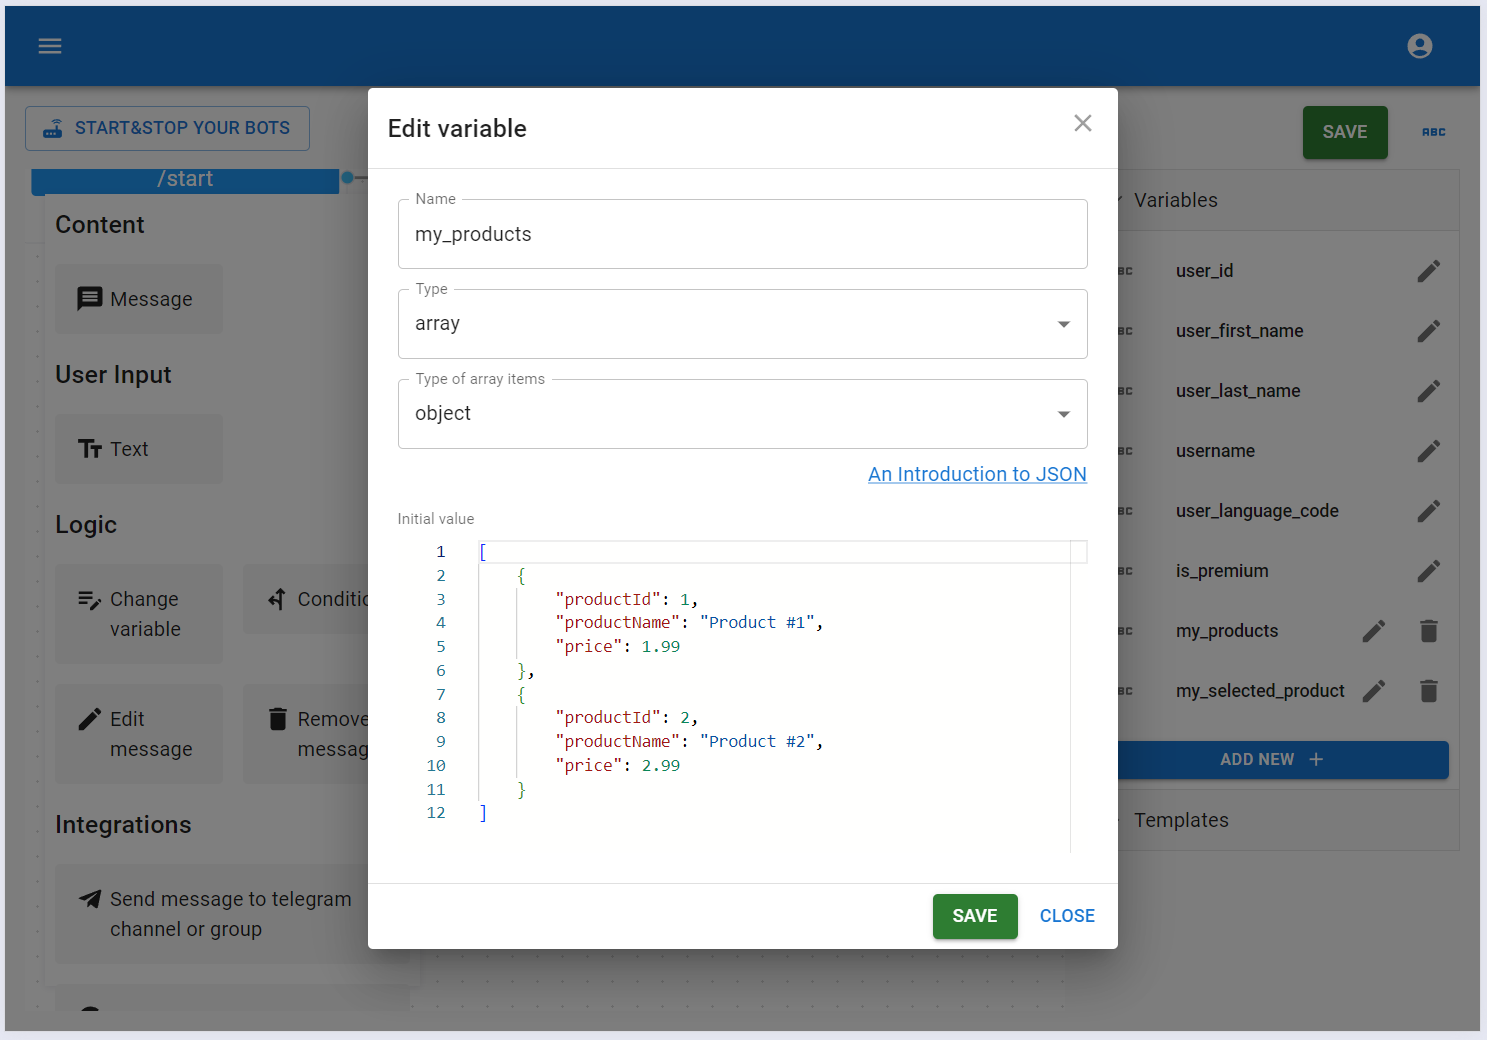 START&STOP YOUR BOTS
SAVE
ABC
/start
Content
Message
User Input
Text
Logic
Change
variable
Edit
message
Remove
Integrations
Send message to telegram
channel or group
Edit variable
Name
my_products
Type
array
Type of array items
object
An Introduction to JSON
Initial value
1 [
2 {
3 "productId": 1,
4 "productName": "Product #1",
5 "price": 1.99
6 },
7 {
8 "productId": 2,
9 "productName": "Product #2",
10 "price": 2.99
11 }
12 ]
SAVE CLOSE
Variables
user_id
user_first_name
user_last_name
username
user_language_code
is_premium
my_products
my_selected_product
ADD NEW +
Templates